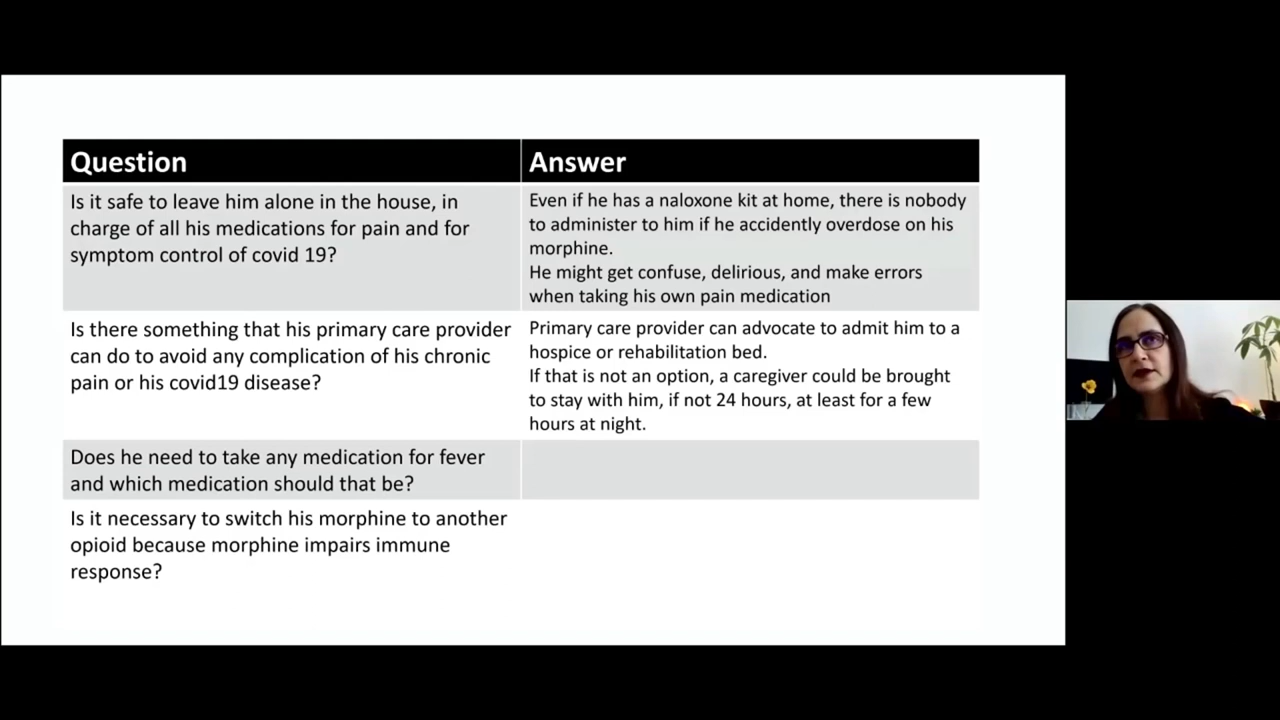 Question
Answer
Is it safe to leave him alone in the house, in
charge of all his medications for pain and for
symptom control of covid 19?
Even if he has a naloxone kit at home, there is nobody
to administer to him if he accidently overdose on his
morphine.
He might get confuse, delirious, and make errors
when taking his own pain medication
Is there something that his primary care provider
can do to avoid any complication of his chronic
pain or his covid19 disease?
Primary care provider can advocate to admit him to a
hospice or rehabilitation bed.
If that is not an option, a caregiver could be brought
to stay with him, if not 24 hours, at least for a few
hours at night.
Does he need to take any medication for fever
and which medication should that be?
Is it necessary to switch his morphine to another
opioid because morphine impairs immune
response?